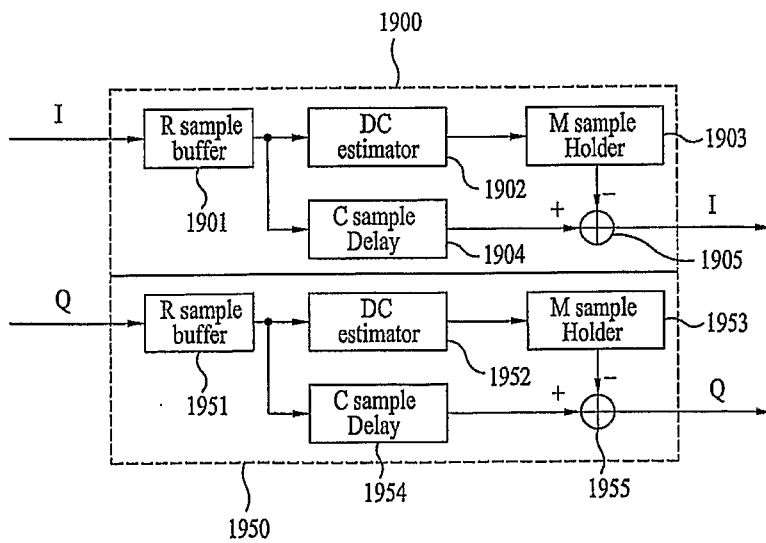 1900
I
R sample
buffer
1901
DC
estimator
1902
M sample
Holder
1903
C sample
Delay
1904
+
−
1905
I
Q
R sample
buffer
1951
DC
estimator
1952
M sample
Holder
1953
C sample
Delay
1954
+
−
1955
Q
1950